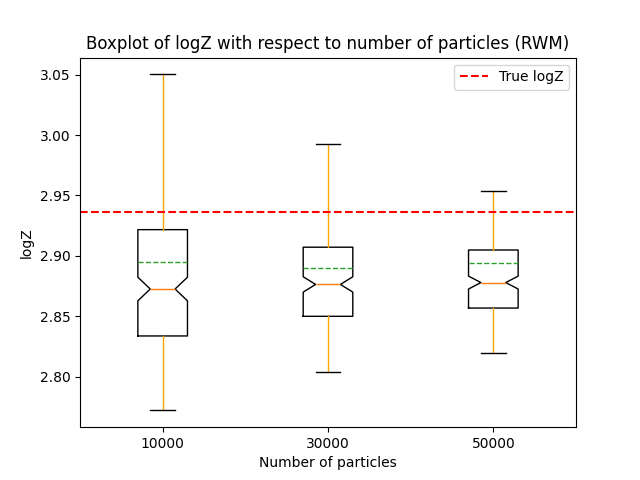 Boxplot of logZ with respect to number of particles (RWM)
True logZ
3.05
3.00
2.95
2.90
2.85
2.80
logZ
10000
30000
50000
Number of particles